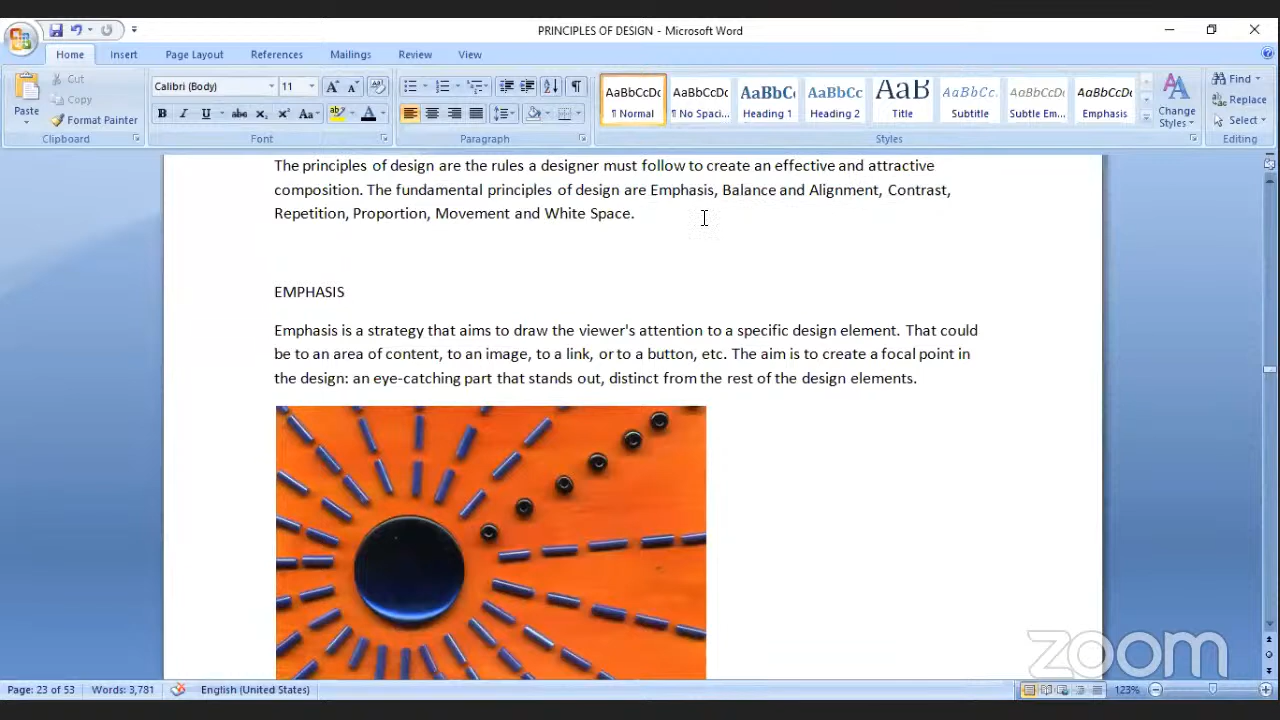 PRINCIPLES OF DESIGN - Microsoft Word
Home Insert Page Layout References Mailings Review View
Paste
Cut
Copy
Format Painter
Clipboard
Calibri (Body) 11
B I U abc X₂ X² Aa
Font
Paragraph
AaBbCcDc AaBbCcDc AaBbC AaBbCc AaB AaBbCc. AaBbCcDc AaBbCcDc
¶ Normal ¶ No Spaci... Heading 1 Heading 2 Title Subtitle Subtle Em... Emphasis
Change Styles
Styles
Find
Replace
Select
Editing
The principles of design are the rules a designer must follow to create an effective and attractive
composition. The fundamental principles of design are Emphasis, Balance and Alignment, Contrast,
Repetition, Proportion, Movement and White Space.
EMPHASIS
Emphasis is a strategy that aims to draw the viewer's attention to a specific design element. That could
be to an area of content, to an image, to a link, or to a button, etc. The aim is to create a focal point in
the design: an eye-catching part that stands out, distinct from the rest of the design elements.
zoom
Page: 23 of 53 Words: 3,781 English (United States) 123%